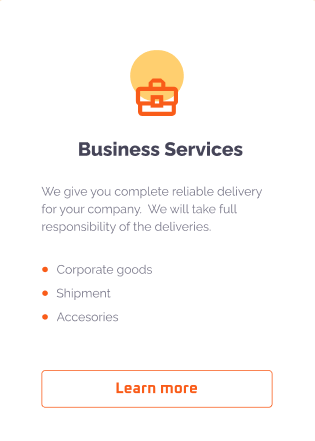 Business Services
We give you complete reliable delivery
for your company.  We will take full
responsibility of the deliveries.
Corporate goods
Shipment
Accesories
Learn more